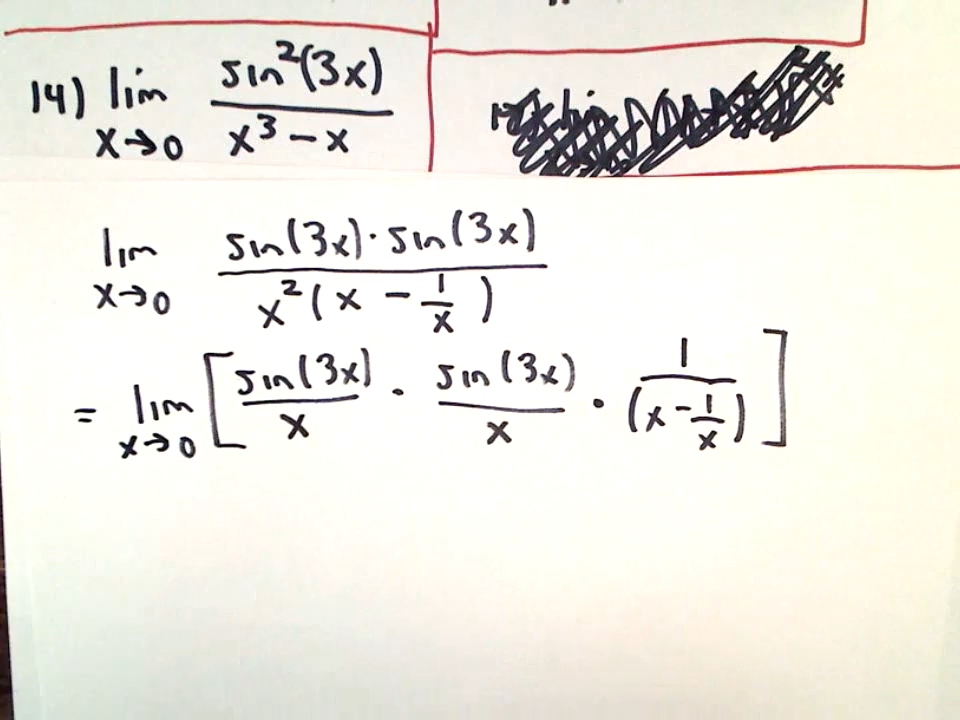 14) lim x→0 sin²(3x) / (x³ − x)
lim x→0 sin(3x)·sin(3x) / x²(x − 1/x)
= lim x→0 [ sin(3x)/x · sin(3x)/x · 1/(x − 1/x) ]